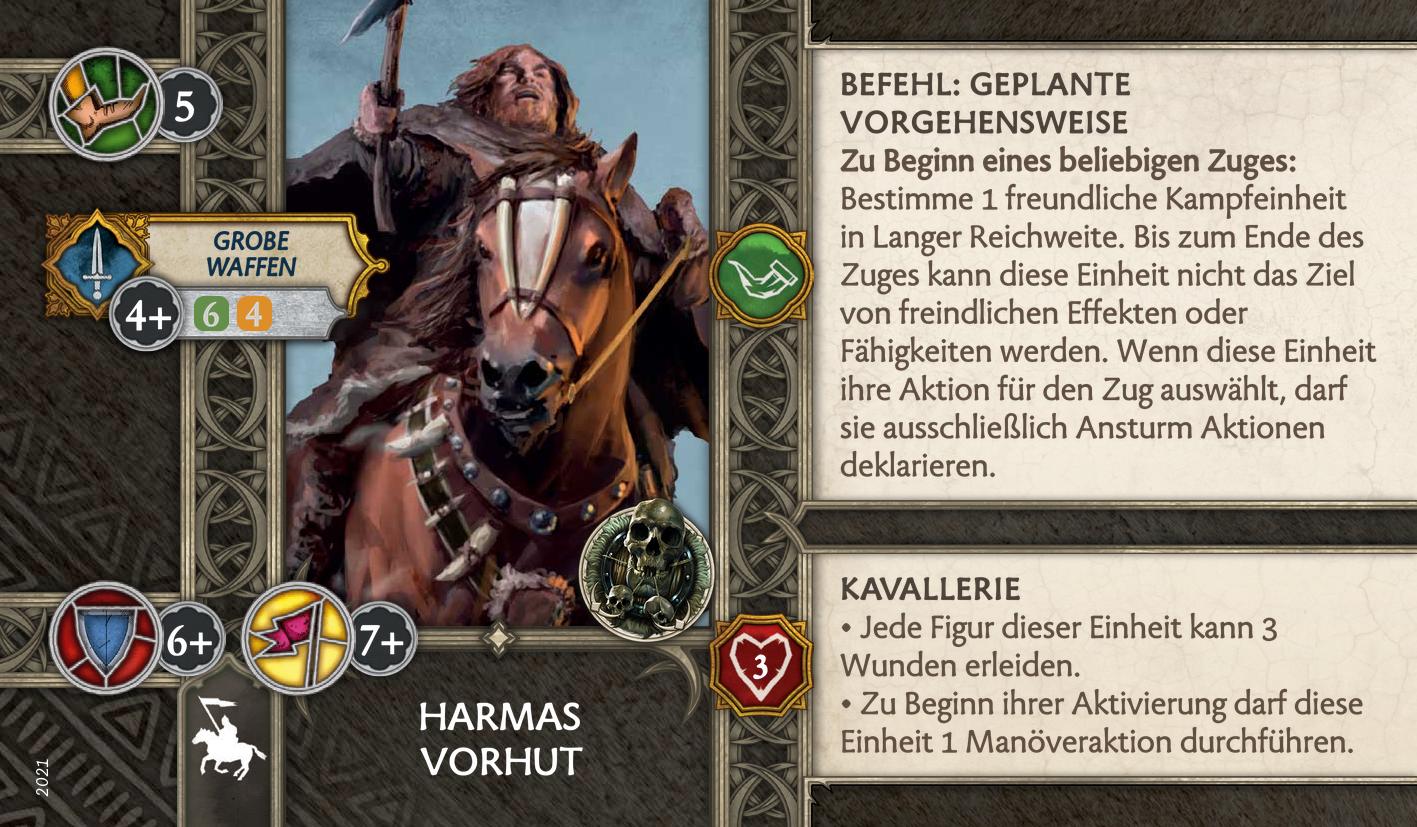 5
GROBE
WAFFEN
4+ 6 4
6+ 7+
HARMAS
VORHUT
2021
BEFEHL: GEPLANTE
VORGEHENSWEISE
Zu Beginn eines beliebigen Zuges:
Bestimme 1 freundliche Kampfeinheit
in Langer Reichweite. Bis zum Ende des
Zuges kann diese Einheit nicht das Ziel
von freindlichen Effekten oder
Fähigkeiten werden. Wenn diese Einheit
ihre Aktion für den Zug auswählt, darf
sie ausschließlich Ansturm Aktionen
deklarieren.
3
KAVALLERIE
• Jede Figur dieser Einheit kann 3
Wunden erleiden.
• Zu Beginn ihrer Aktivierung darf diese
Einheit 1 Manöveraktion durchführen.